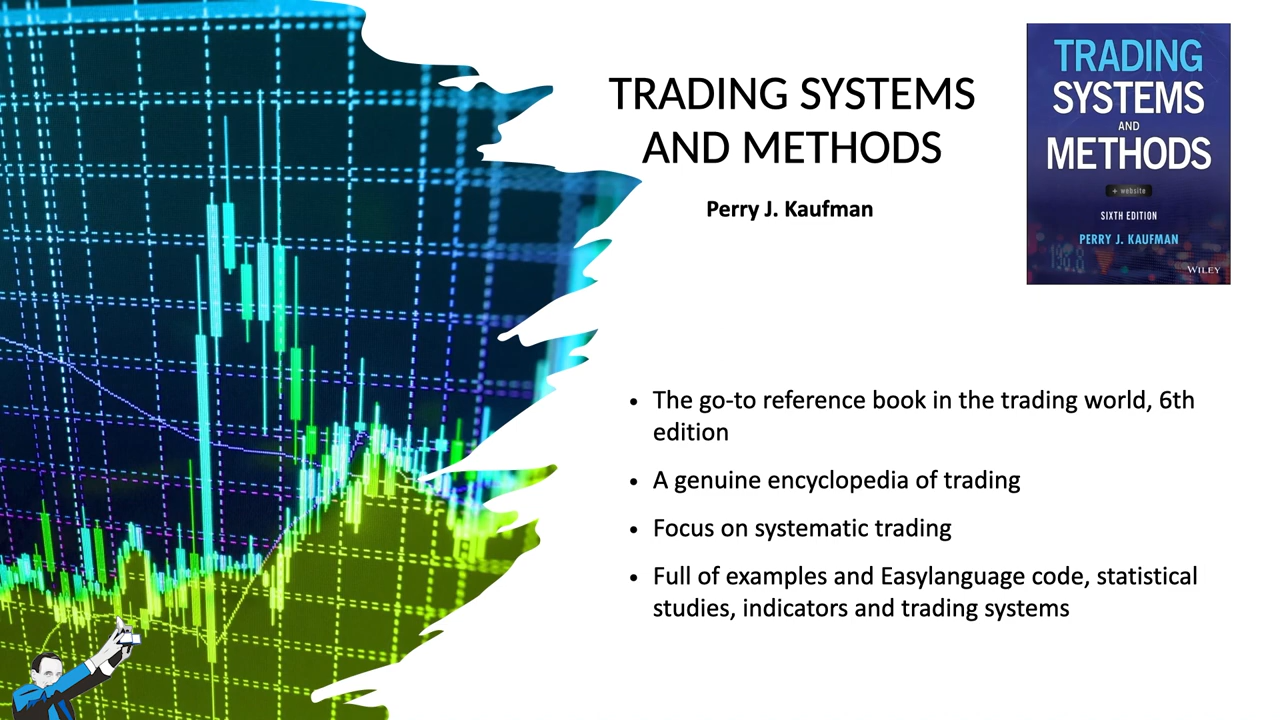 TRADING SYSTEMS
AND METHODS
Perry J. Kaufman
TRADING
SYSTEMS
AND
METHODS
+ website
SIXTH EDITION
PERRY J. KAUFMAN
WILEY
• The go-to reference book in the trading world, 6th
edition
• A genuine encyclopedia of trading
• Focus on systematic trading
• Full of examples and Easylanguage code, statistical
studies, indicators and trading systems